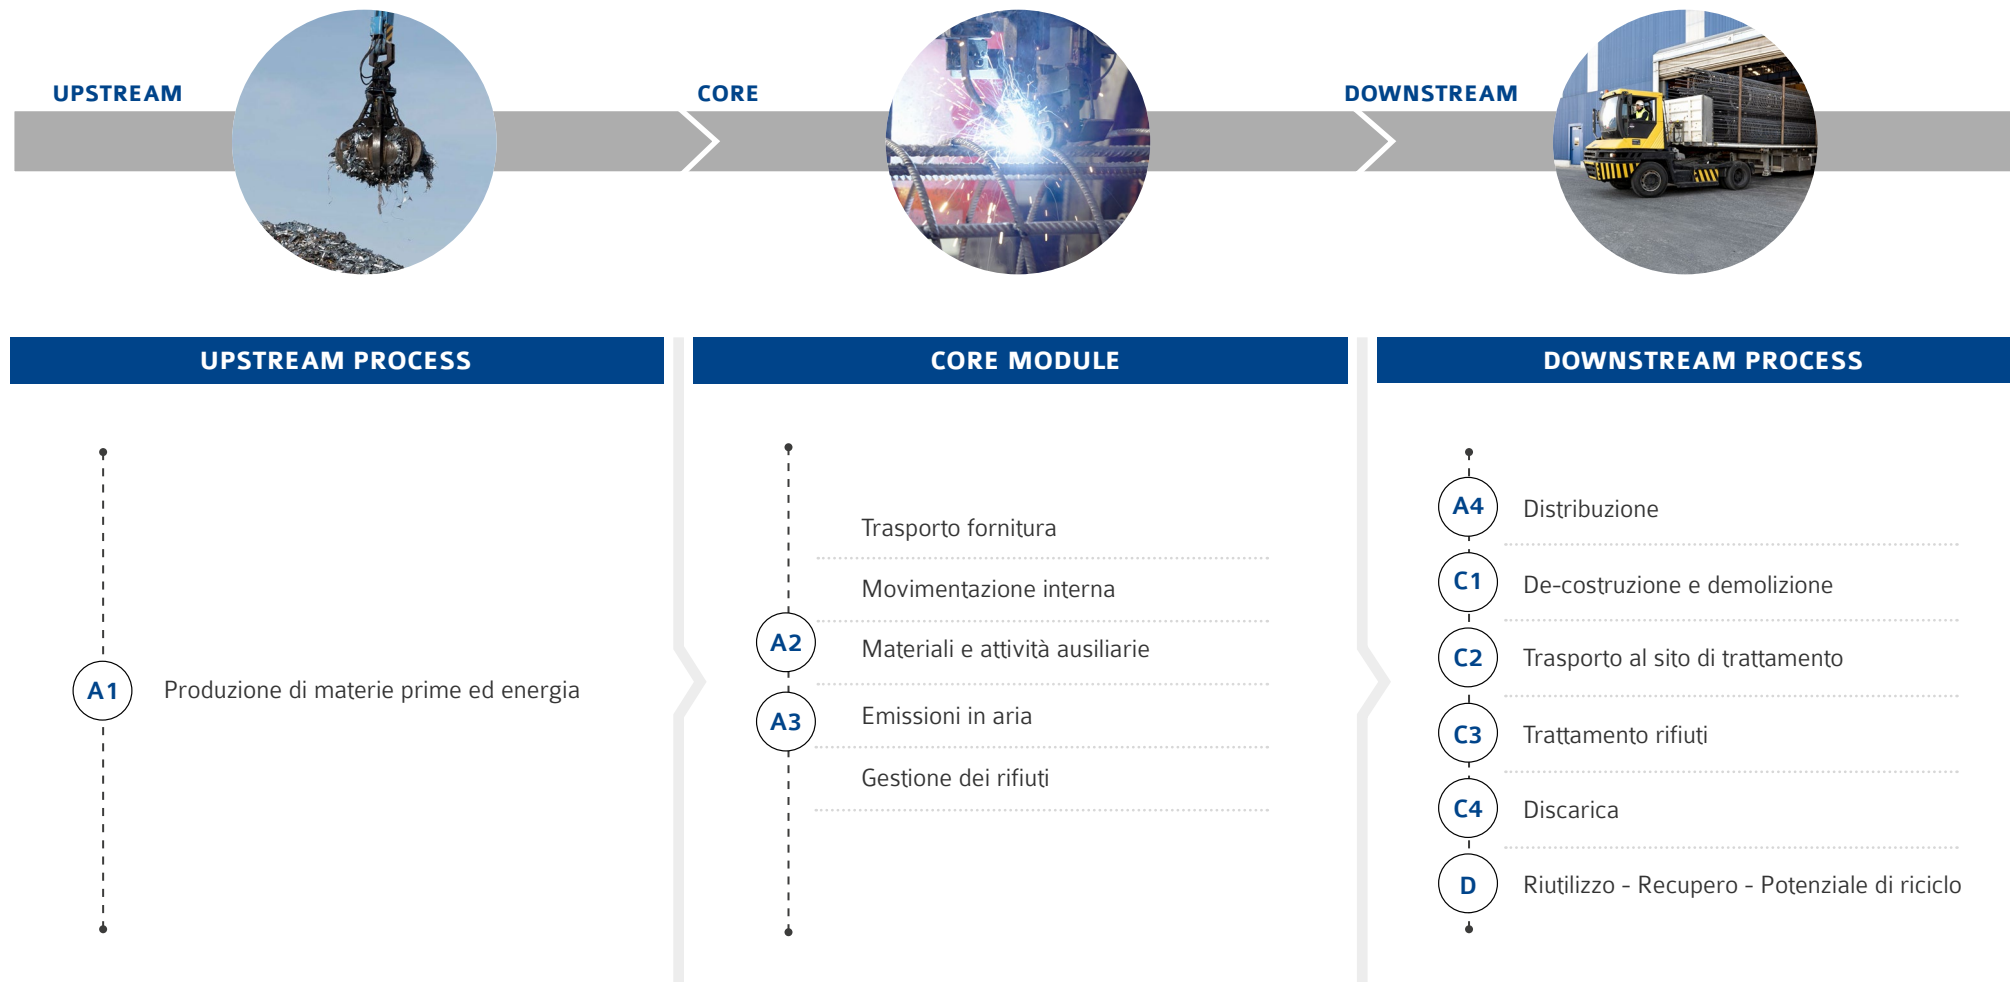 UPSTREAM
CORE
DOWNSTREAM
UPSTREAM PROCESS
A1
Produzione di materie prime ed energia
CORE MODULE
A2
A3
Trasporto fornitura
Movimentazione interna
Materiali e attività ausiliarie
Emissioni in aria
Gestione dei rifiuti
DOWNSTREAM PROCESS
A4 Distribuzione
C1 De-costruzione e demolizione
C2 Trasporto al sito di trattamento
C3 Trattamento rifiuti
C4 Discarica
D Riutilizzo - Recupero - Potenziale di riciclo